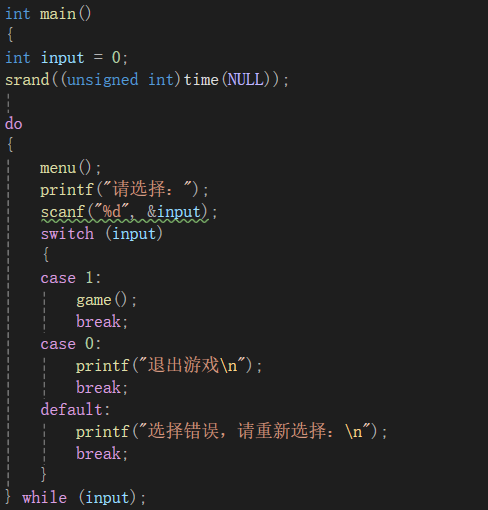 int main()
{
int input = 0;
srand((unsigned int)time(NULL));
do
{
menu();
printf("请选择：");
scanf("%d", &input);
switch (input)
{
case 1:
game();
break;
case 0:
printf("退出游戏\n");
break;
default:
printf("选择错误，请重新选择：\n");
break;
}
} while (input);